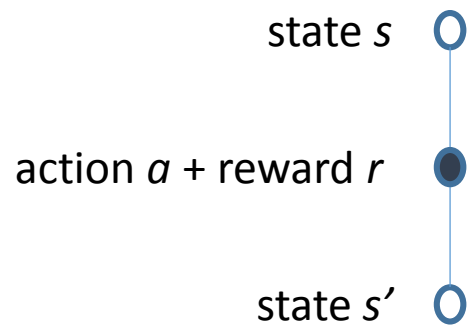 state s
action a + reward r
state s′